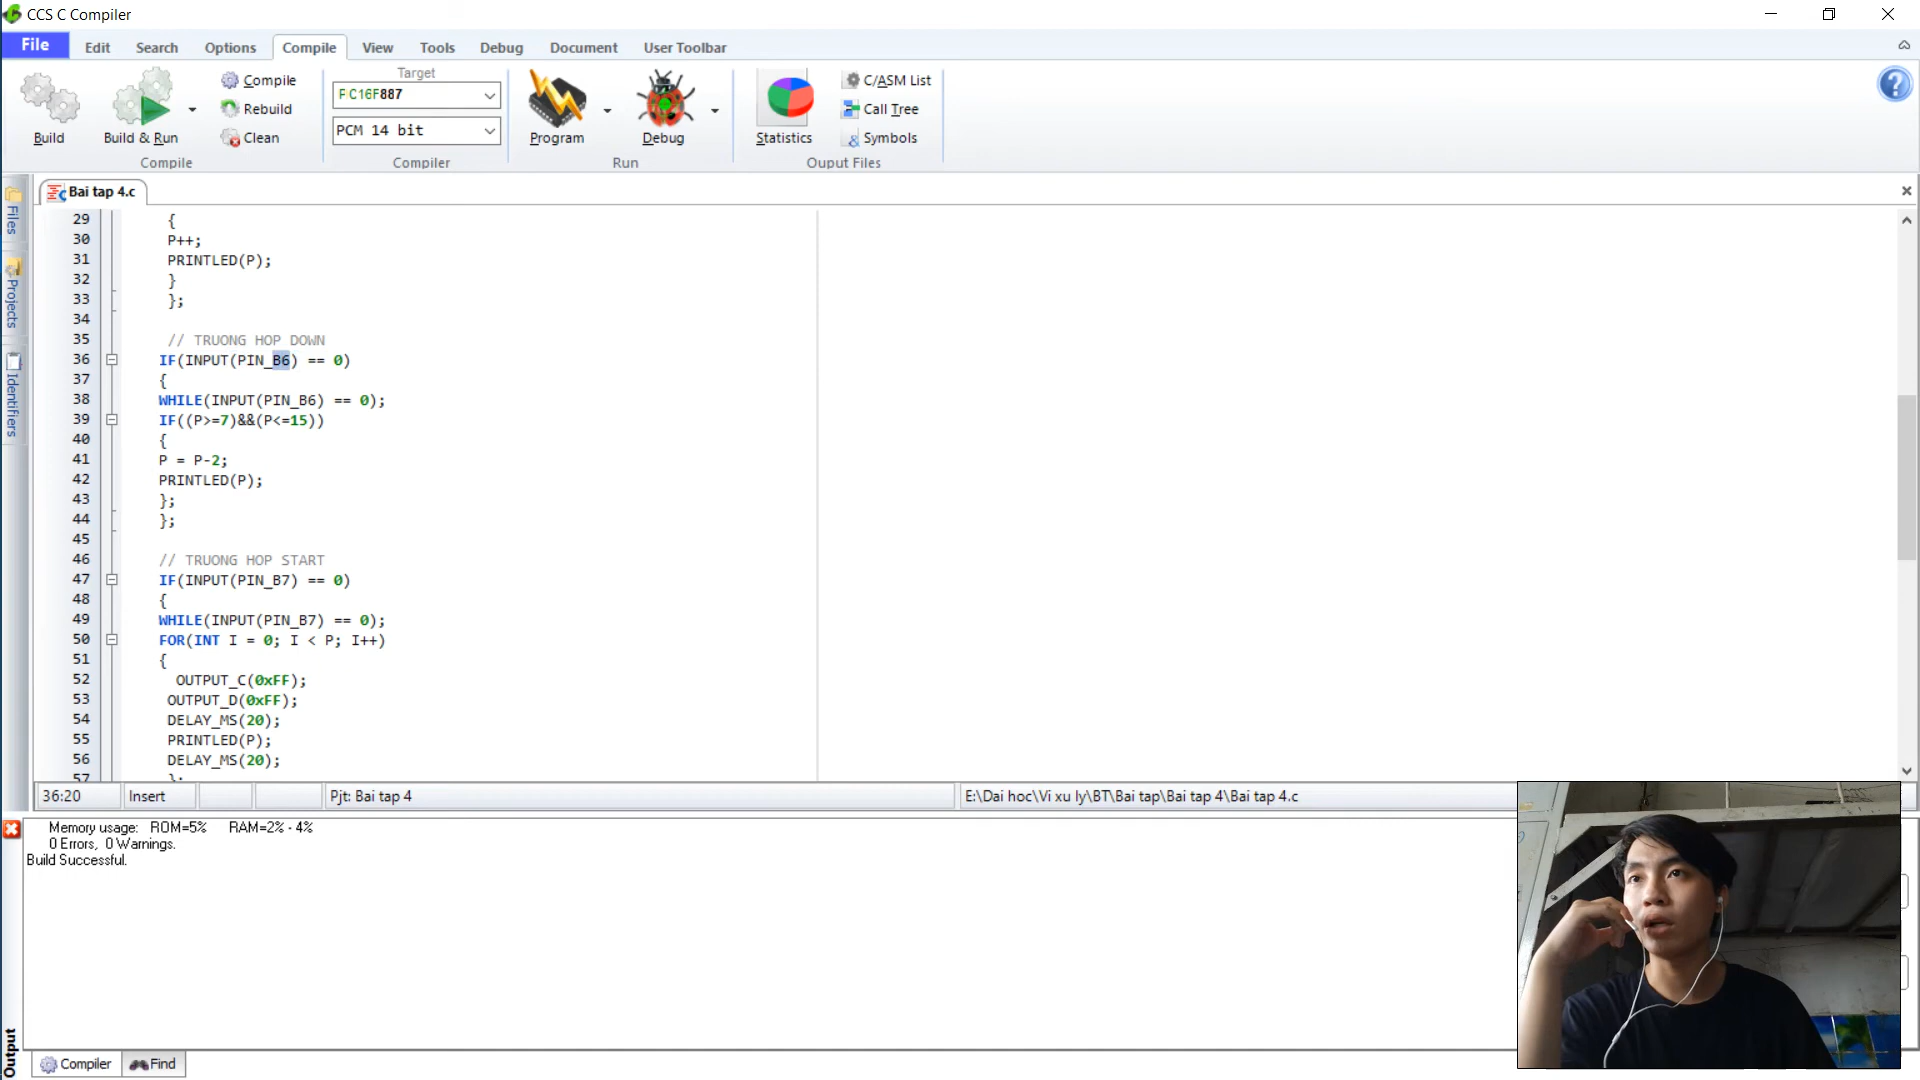 CCS C Compiler
File Edit Search Options Compile View Tools Debug Document User Toolbar
Build
Build & Run
Compile
Rebuild
Clean
Compile
Target
PIC16F887
PCM 14 bit
Compiler
Program
Debug
Run
Statistics
C/ASM List
Call Tree
Symbols
Ouput Files
Files
Projects
Identifiers
Bai tap 4.c
29 {
30 P++;
31 PRINTLED(P);
32 }
33 };
34
35 // TRUONG HOP DOWN
36 IF(INPUT(PIN_B6) == 0)
37 {
38 WHILE(INPUT(PIN_B6) == 0);
39 IF((P>=7)&&(P<=15))
40 {
41 P = P-2;
42 PRINTLED(P);
43 };
44 };
45
46 // TRUONG HOP START
47 IF(INPUT(PIN_B7) == 0)
48 {
49 WHILE(INPUT(PIN_B7) == 0);
50 FOR(INT I = 0; I < P; I++)
51 {
52 OUTPUT_C(0xFF);
53 OUTPUT_D(0xFF);
54 DELAY_MS(20);
55 PRINTLED(P);
56 DELAY_MS(20);
57 };
36:20 Insert Pjt: Bai tap 4 E:\Dai hoc\Vi xu ly\BT\Bai tap\Bai tap 4\Bai tap 4.c
Memory usage: ROM=5% RAM=2% - 4%
0 Errors, 0 Warnings.
Build Successful.
Output
Compiler Find